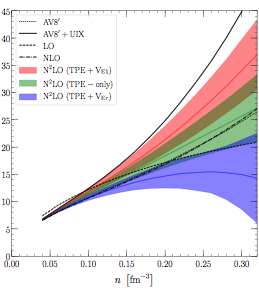 45
40
35
30
25
20
15
10
5
0
AV8′
AV8′ + UIX
LO
NLO
N²LO (TPE + V_E1)
N²LO (TPE − only)
N²LO (TPE + V_Eτ)
0.00 0.05 0.10 0.15 0.20 0.25 0.30
n [fm⁻³]